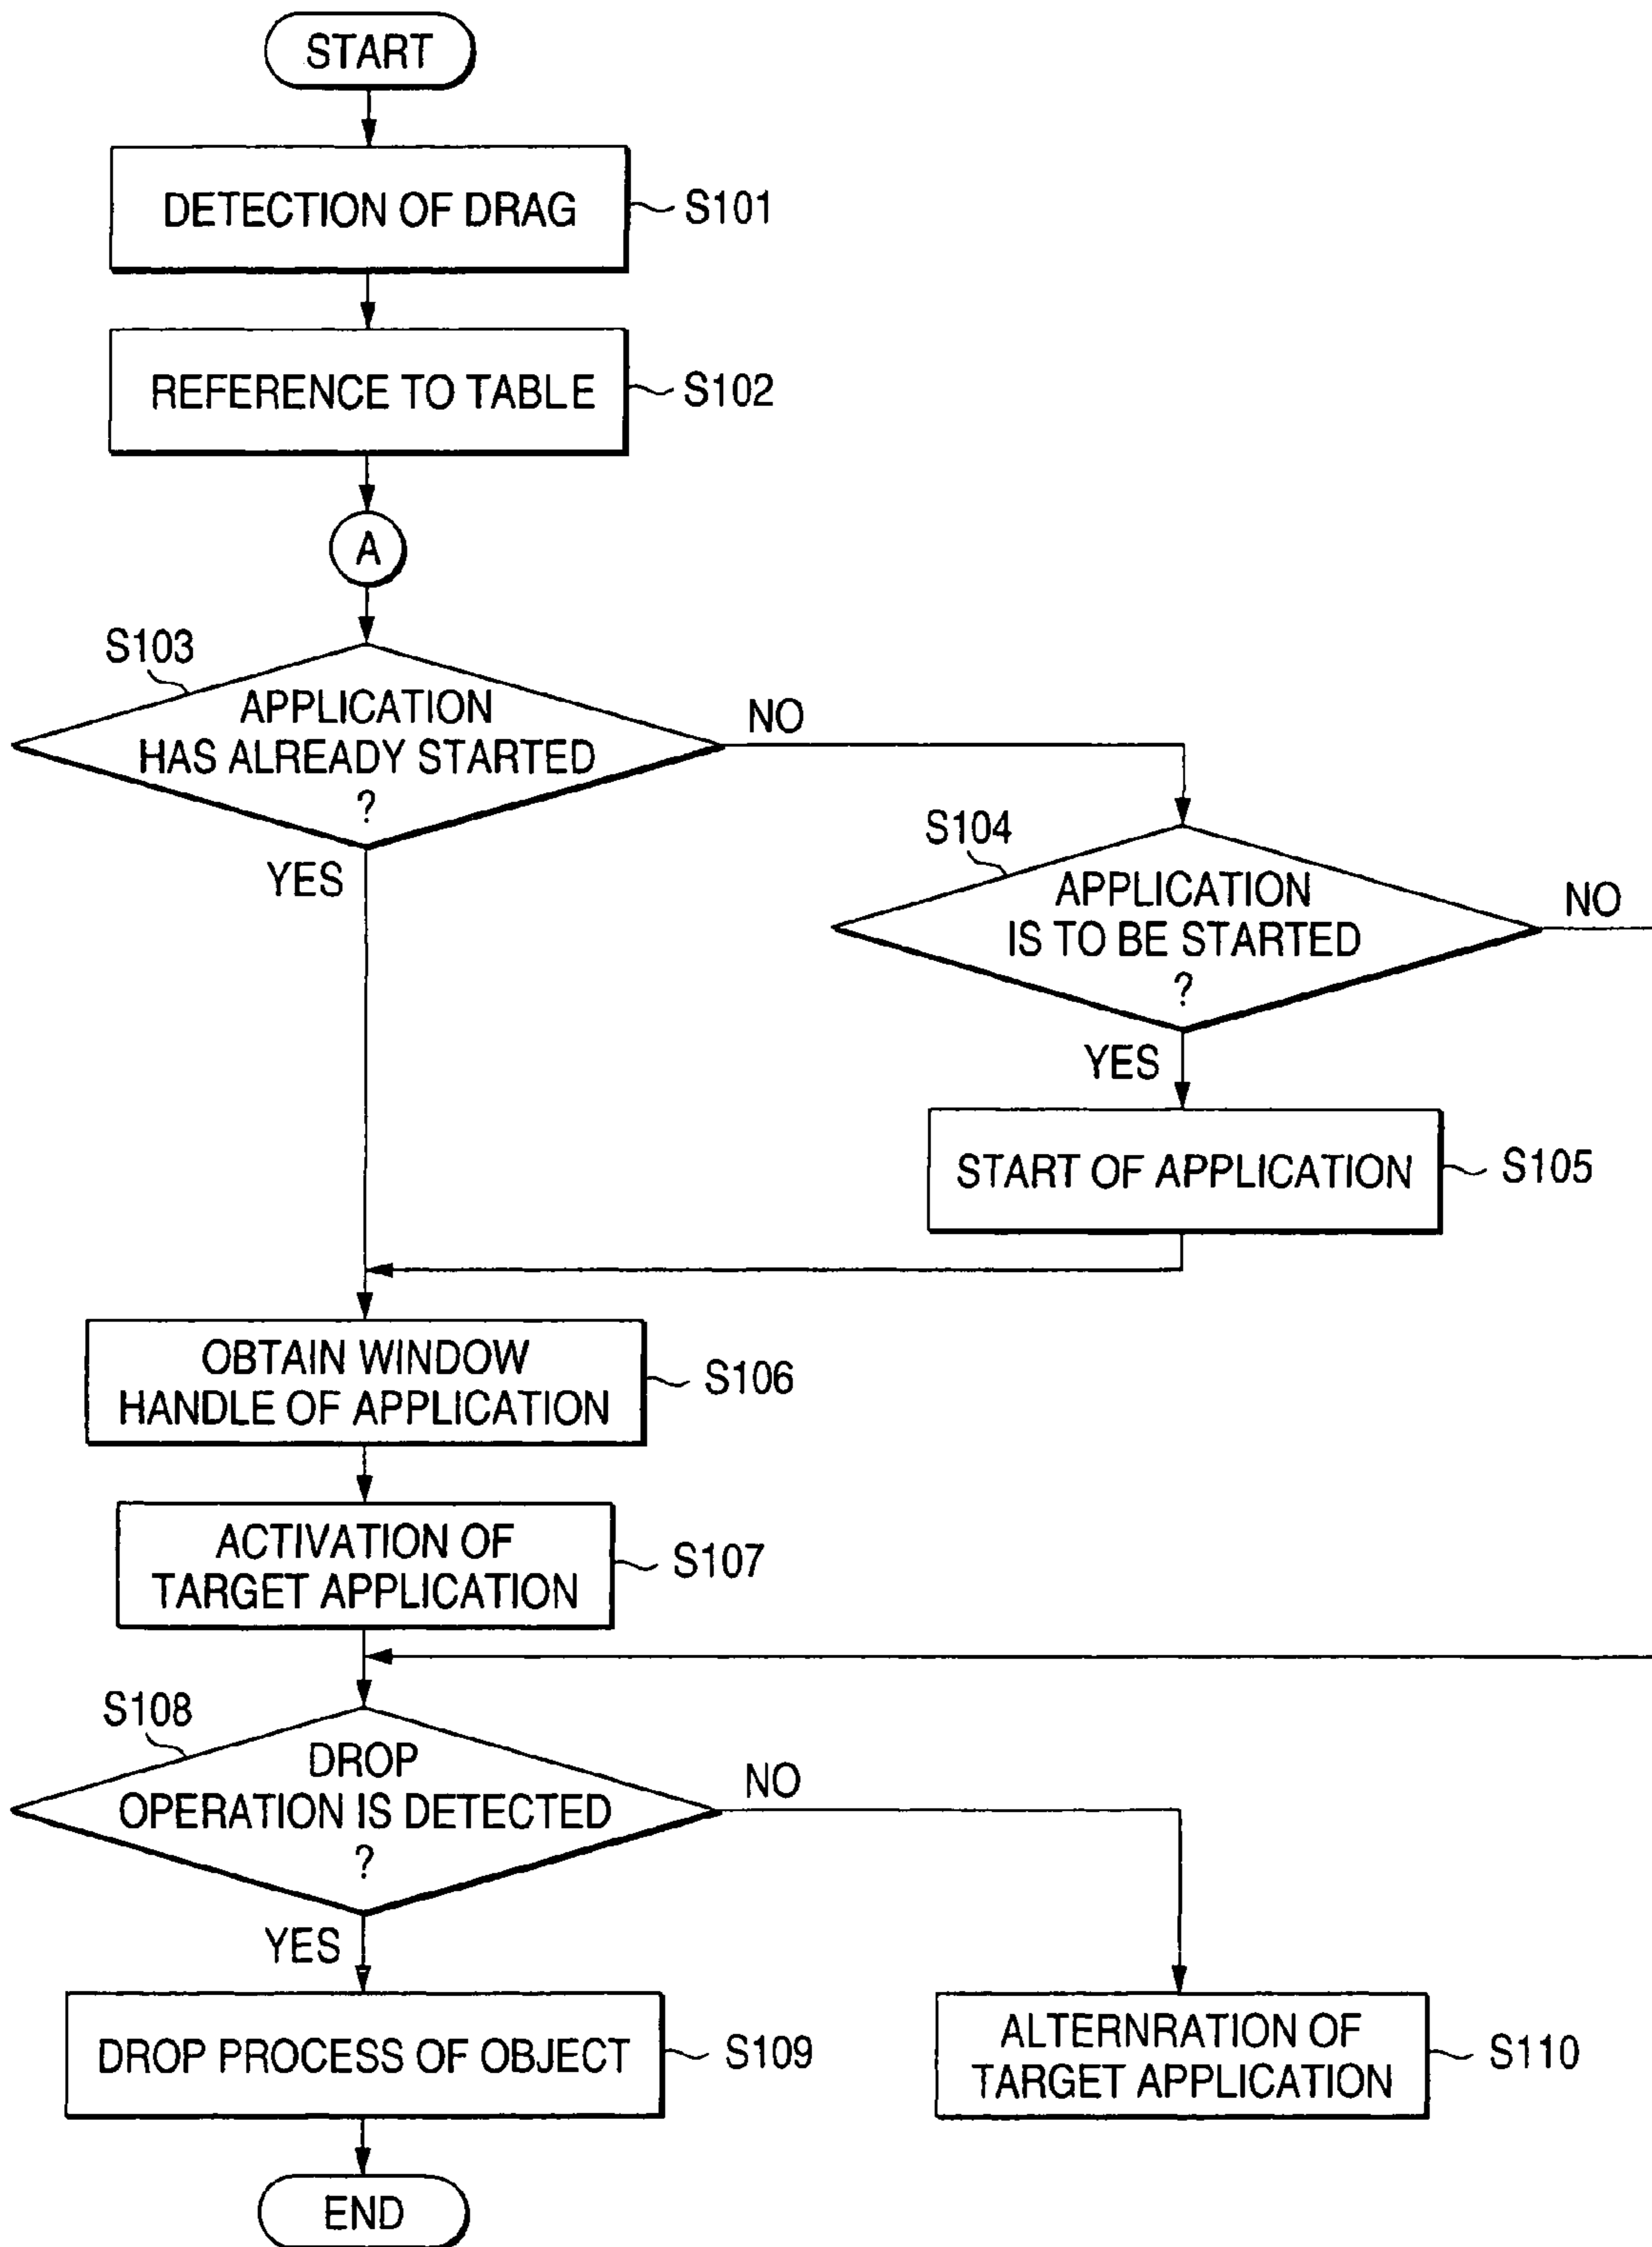 START
DETECTION OF DRAG
S101
REFERENCE TO TABLE
S102
A
S103
APPLICATION
HAS ALREADY STARTED
?
NO
YES
S104
APPLICATION
IS TO BE STARTED
?
NO
YES
START OF APPLICATION
S105
OBTAIN WINDOW
HANDLE OF APPLICATION
S106
ACTIVATION OF
TARGET APPLICATION
S107
S108
DROP
OPERATION IS DETECTED
?
NO
YES
DROP PROCESS OF OBJECT
S109
ALTERNRATION OF
TARGET APPLICATION
S110
END